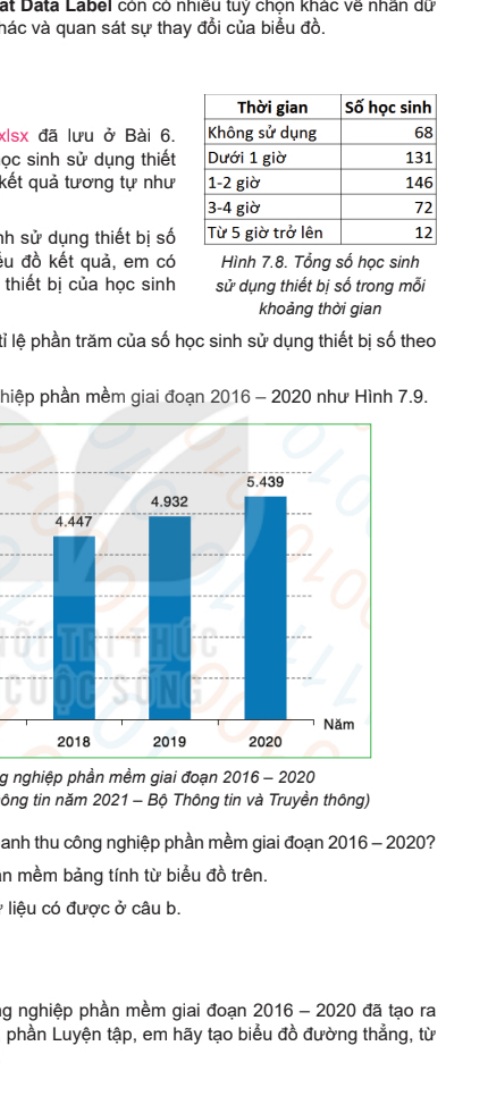 at Data Label còn có nhiều tuỳ chọn khác về nhãn dữ
hác và quan sát sự thay đổi của biểu đồ.
xlsx đã lưu ở Bài 6.
ọc sinh sử dụng thiết
kết quả tương tự như
nh sử dụng thiết bị số
ểu đồ kết quả, em có
thiết bị của học sinh
Thời gian Số học sinh
Không sử dụng 68
Dưới 1 giờ 131
1-2 giờ 146
3-4 giờ 72
Từ 5 giờ trở lên 12
Hình 7.8. Tổng số học sinh
sử dụng thiết bị số trong mỗi
khoảng thời gian
tỉ lệ phần trăm của số học sinh sử dụng thiết bị số theo
hiệp phần mềm giai đoạn 2016 – 2020 như Hình 7.9.
5.439
4.932
4.447
NỐI TRI THỨC
CUỘC SỐNG
Năm
2018 2019 2020
g nghiệp phần mềm giai đoạn 2016 – 2020
ông tin năm 2021 – Bộ Thông tin và Truyền thông)
anh thu công nghiệp phần mềm giai đoạn 2016 – 2020?
ần mềm bảng tính từ biểu đồ trên.
liệu có được ở câu b.
g nghiệp phần mềm giai đoạn 2016 – 2020 đã tạo ra
phần Luyện tập, em hãy tạo biểu đồ đường thẳng, từ